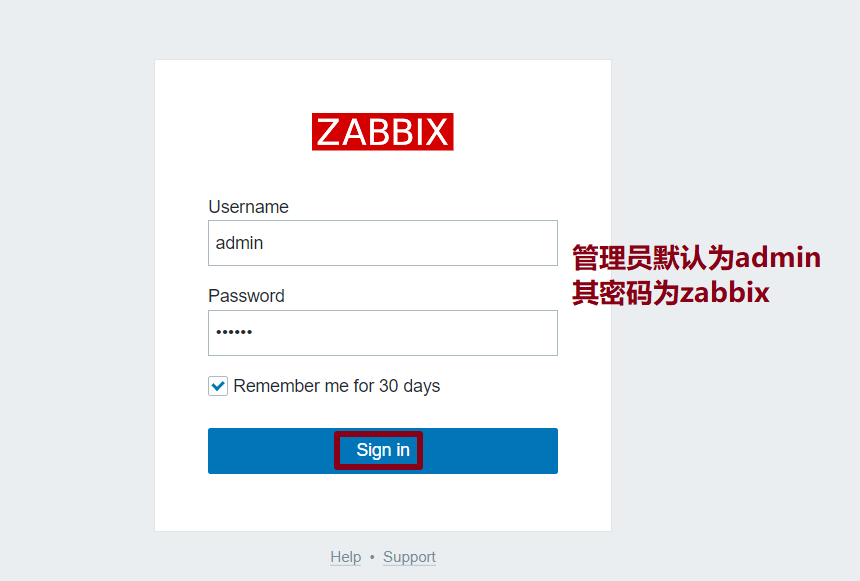 ZABBIX
Username
admin
管理员默认为admin
其密码为zabbix
Password
••••••
Remember me for 30 days
Sign in
Help • Support